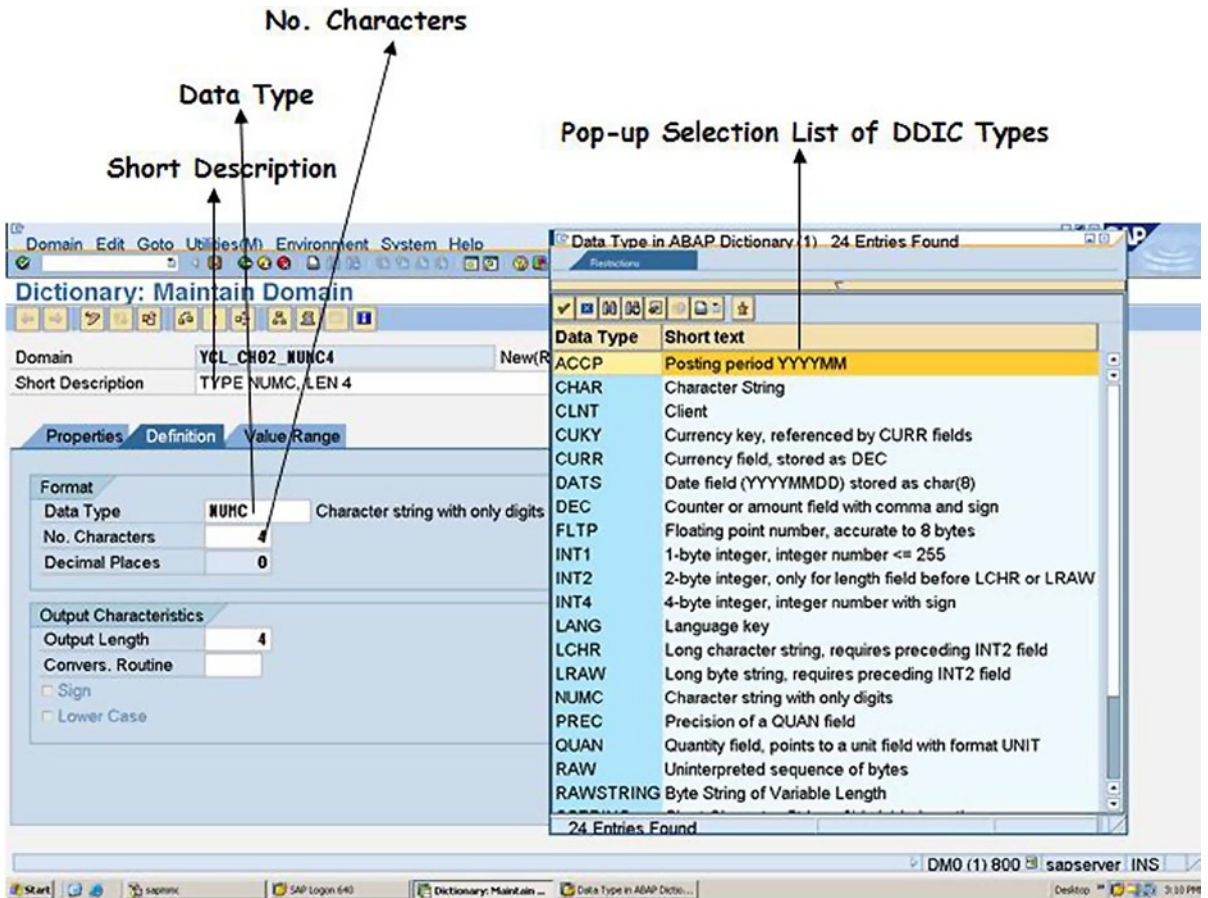 No. Characters
Data Type
Pop-up Selection List of DDIC Types
Short Description
Domain Edit Goto Utilities(M) Environment System Help
Data Type in ABAP Dictionary (1) 24 Entries Found
Restrictions
Dictionary: Maintain Domain
Domain YCL_CH02_NUMC4 New(R
Short Description TYPE NUMC, LEN 4
Properties Definition Value Range
Format
Data Type NUMC Character string with only digits
No. Characters 4
Decimal Places 0
Output Characteristics
Output Length 4
Convers. Routine
Sign
Lower Case
Data Type Short text
ACCP Posting period YYYYMM
CHAR Character String
CLNT Client
CUKY Currency key, referenced by CURR fields
CURR Currency field, stored as DEC
DATS Date field (YYYYMMDD) stored as char(8)
DEC Counter or amount field with comma and sign
FLTP Floating point number, accurate to 8 bytes
INT1 1-byte integer, integer number <= 255
INT2 2-byte integer, only for length field before LCHR or LRAW
INT4 4-byte integer, integer number with sign
LANG Language key
LCHR Long character string, requires preceding INT2 field
LRAW Long byte string, requires preceding INT2 field
NUMC Character string with only digits
PREC Precision of a QUAN field
QUAN Quantity field, points to a unit field with format UNIT
RAW Uninterpreted sequence of bytes
RAWSTRING Byte String of Variable Length
24 Entries Found
DM0 (1) 800 sapserver INS
Start sapmmc SAP Logon 640 Dictionary: Maintain ... Data Type in ABAP Dictio... Desktop 3:10 PM